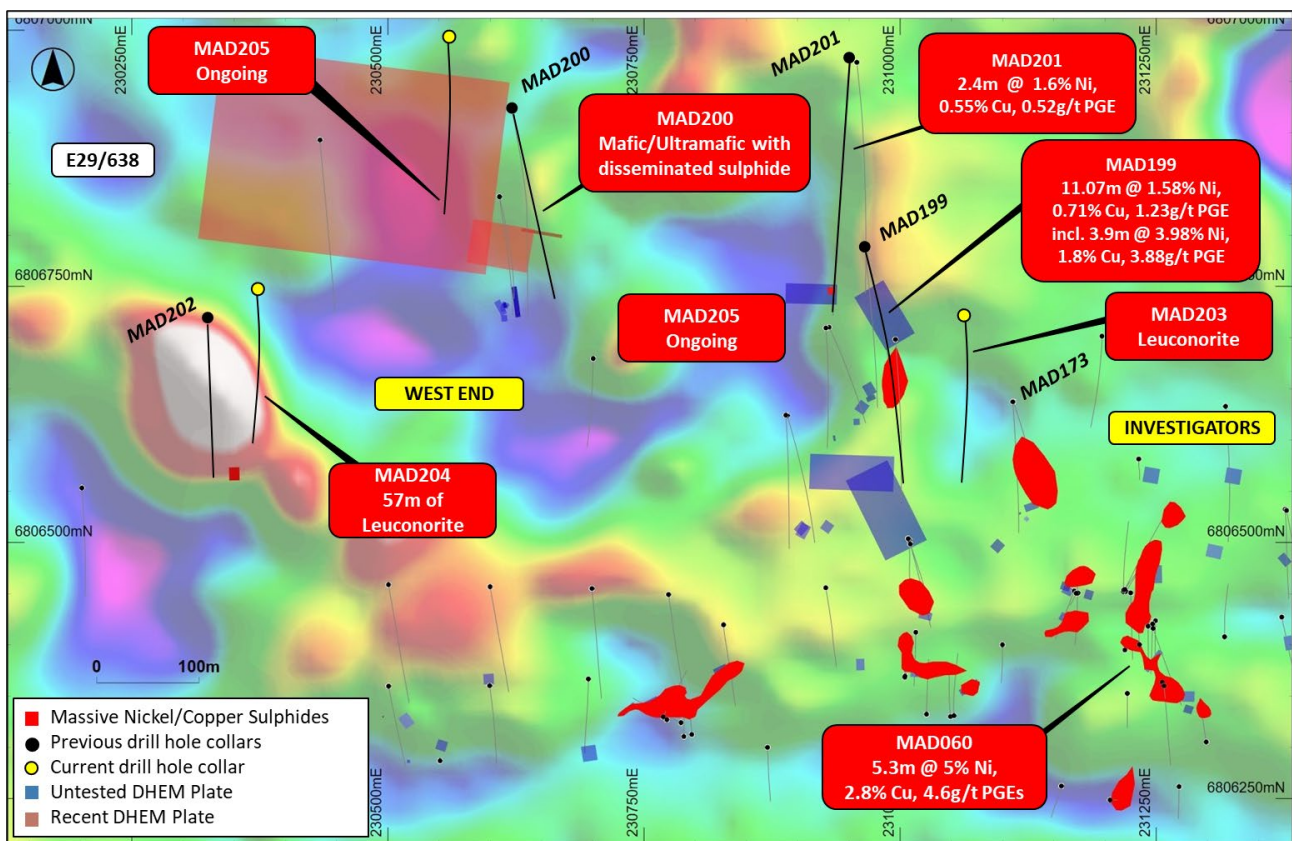 6807000mN
6807000mN
230250mE
230500mE
230750mE
231000mE
231250mE
MAD205
Ongoing
MAD200
MAD201
MAD201
2.4m @ 1.6% Ni,
0.55% Cu, 0.52g/t PGE
E29/638
MAD200
Mafic/Ultramafic with
disseminated sulphide
MAD199
11.07m @ 1.58% Ni,
0.71% Cu, 1.23g/t PGE
incl. 3.9m @ 3.98% Ni,
1.8% Cu, 3.88g/t PGE
MAD199
6806750mN
MAD202
MAD205
Ongoing
MAD203
Leuconorite
WEST END
MAD173
INVESTIGATORS
MAD204
57m of
Leuconorite
6806500mN
6806500mN
0 100m
Massive Nickel/Copper Sulphides
Previous drill hole collars
Current drill hole collar
Untested DHEM Plate
Recent DHEM Plate
MAD060
5.3m @ 5% Ni,
2.8% Cu, 4.6g/t PGEs
6806250mN
230500mE
230750mE
231250mE